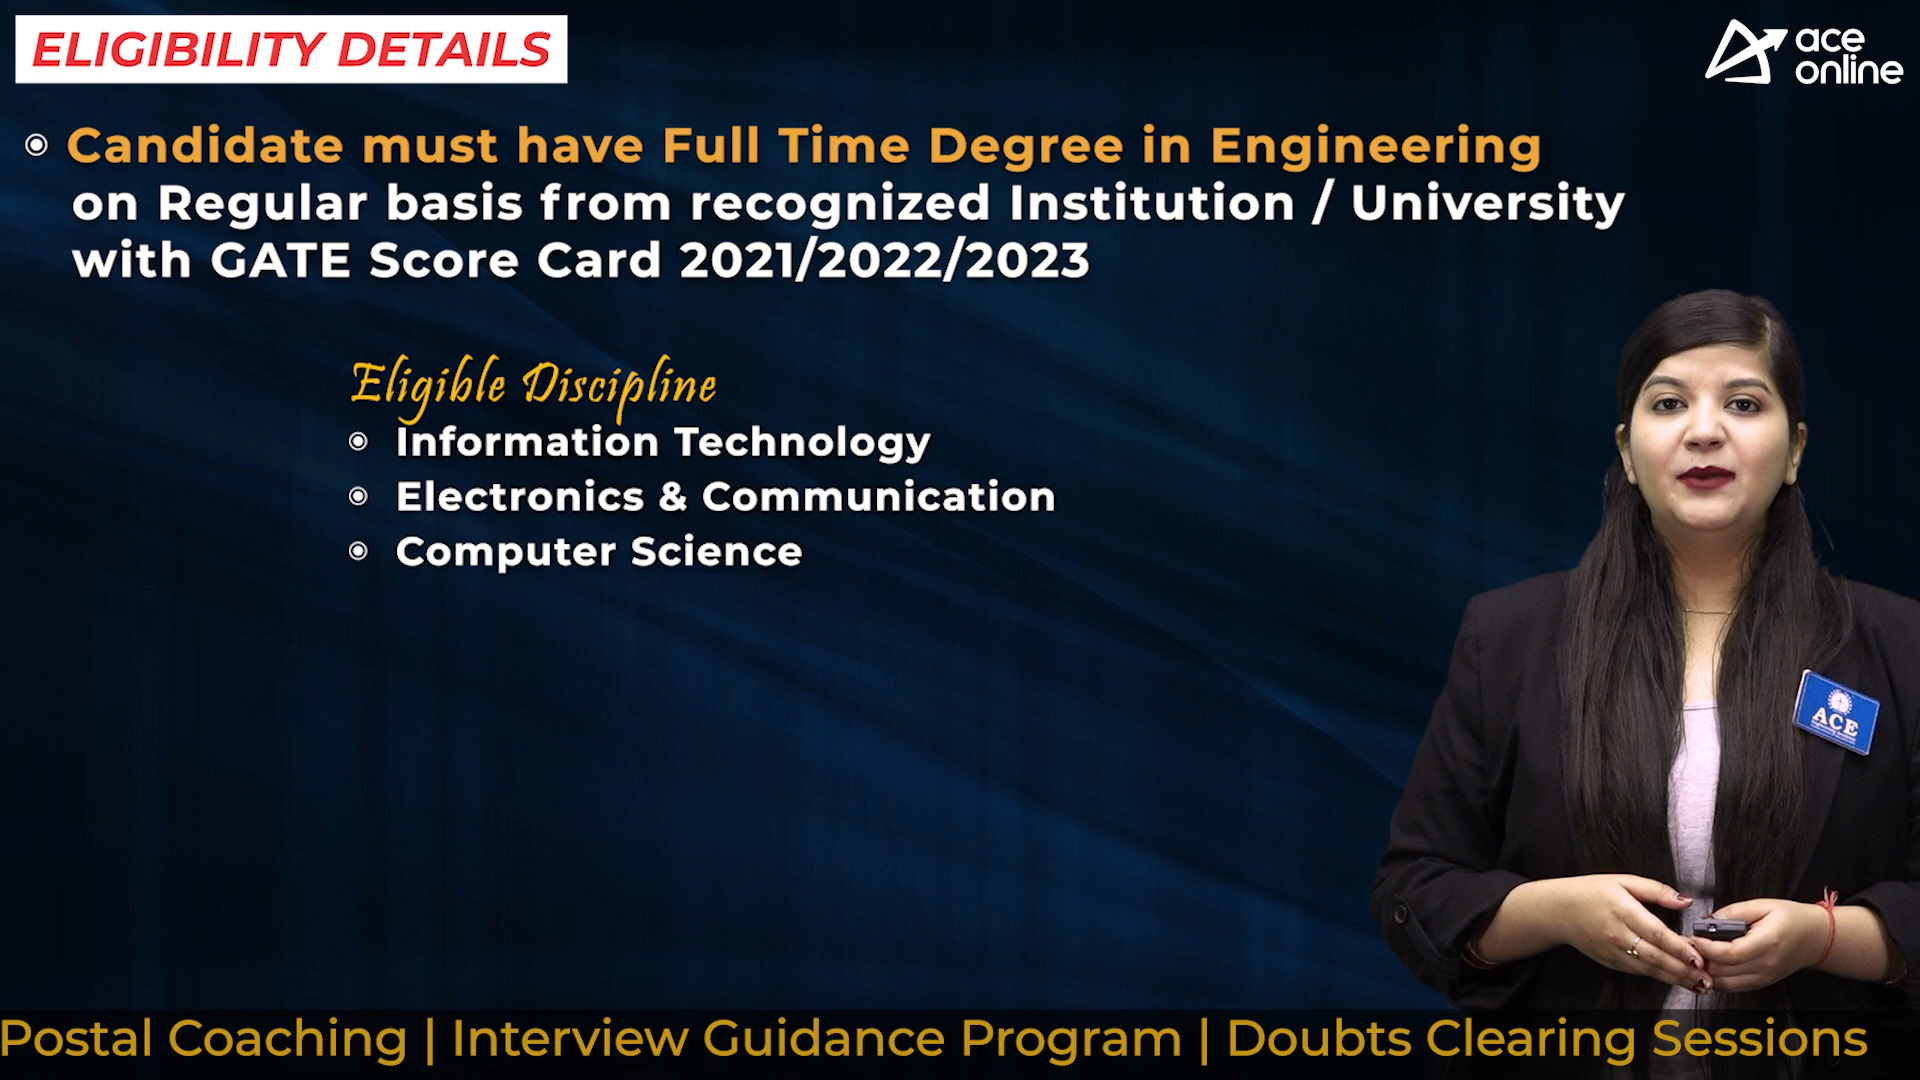 ELIGIBILITY DETAILS
ace
online
Candidate must have Full Time Degree in Engineering
on Regular basis from recognized Institution / University
with GATE Score Card 2021/2022/2023
Eligible Discipline
Information Technology
Electronics & Communication
Computer Science
ACE
Postal Coaching | Interview Guidance Program | Doubts Clearing Sessions